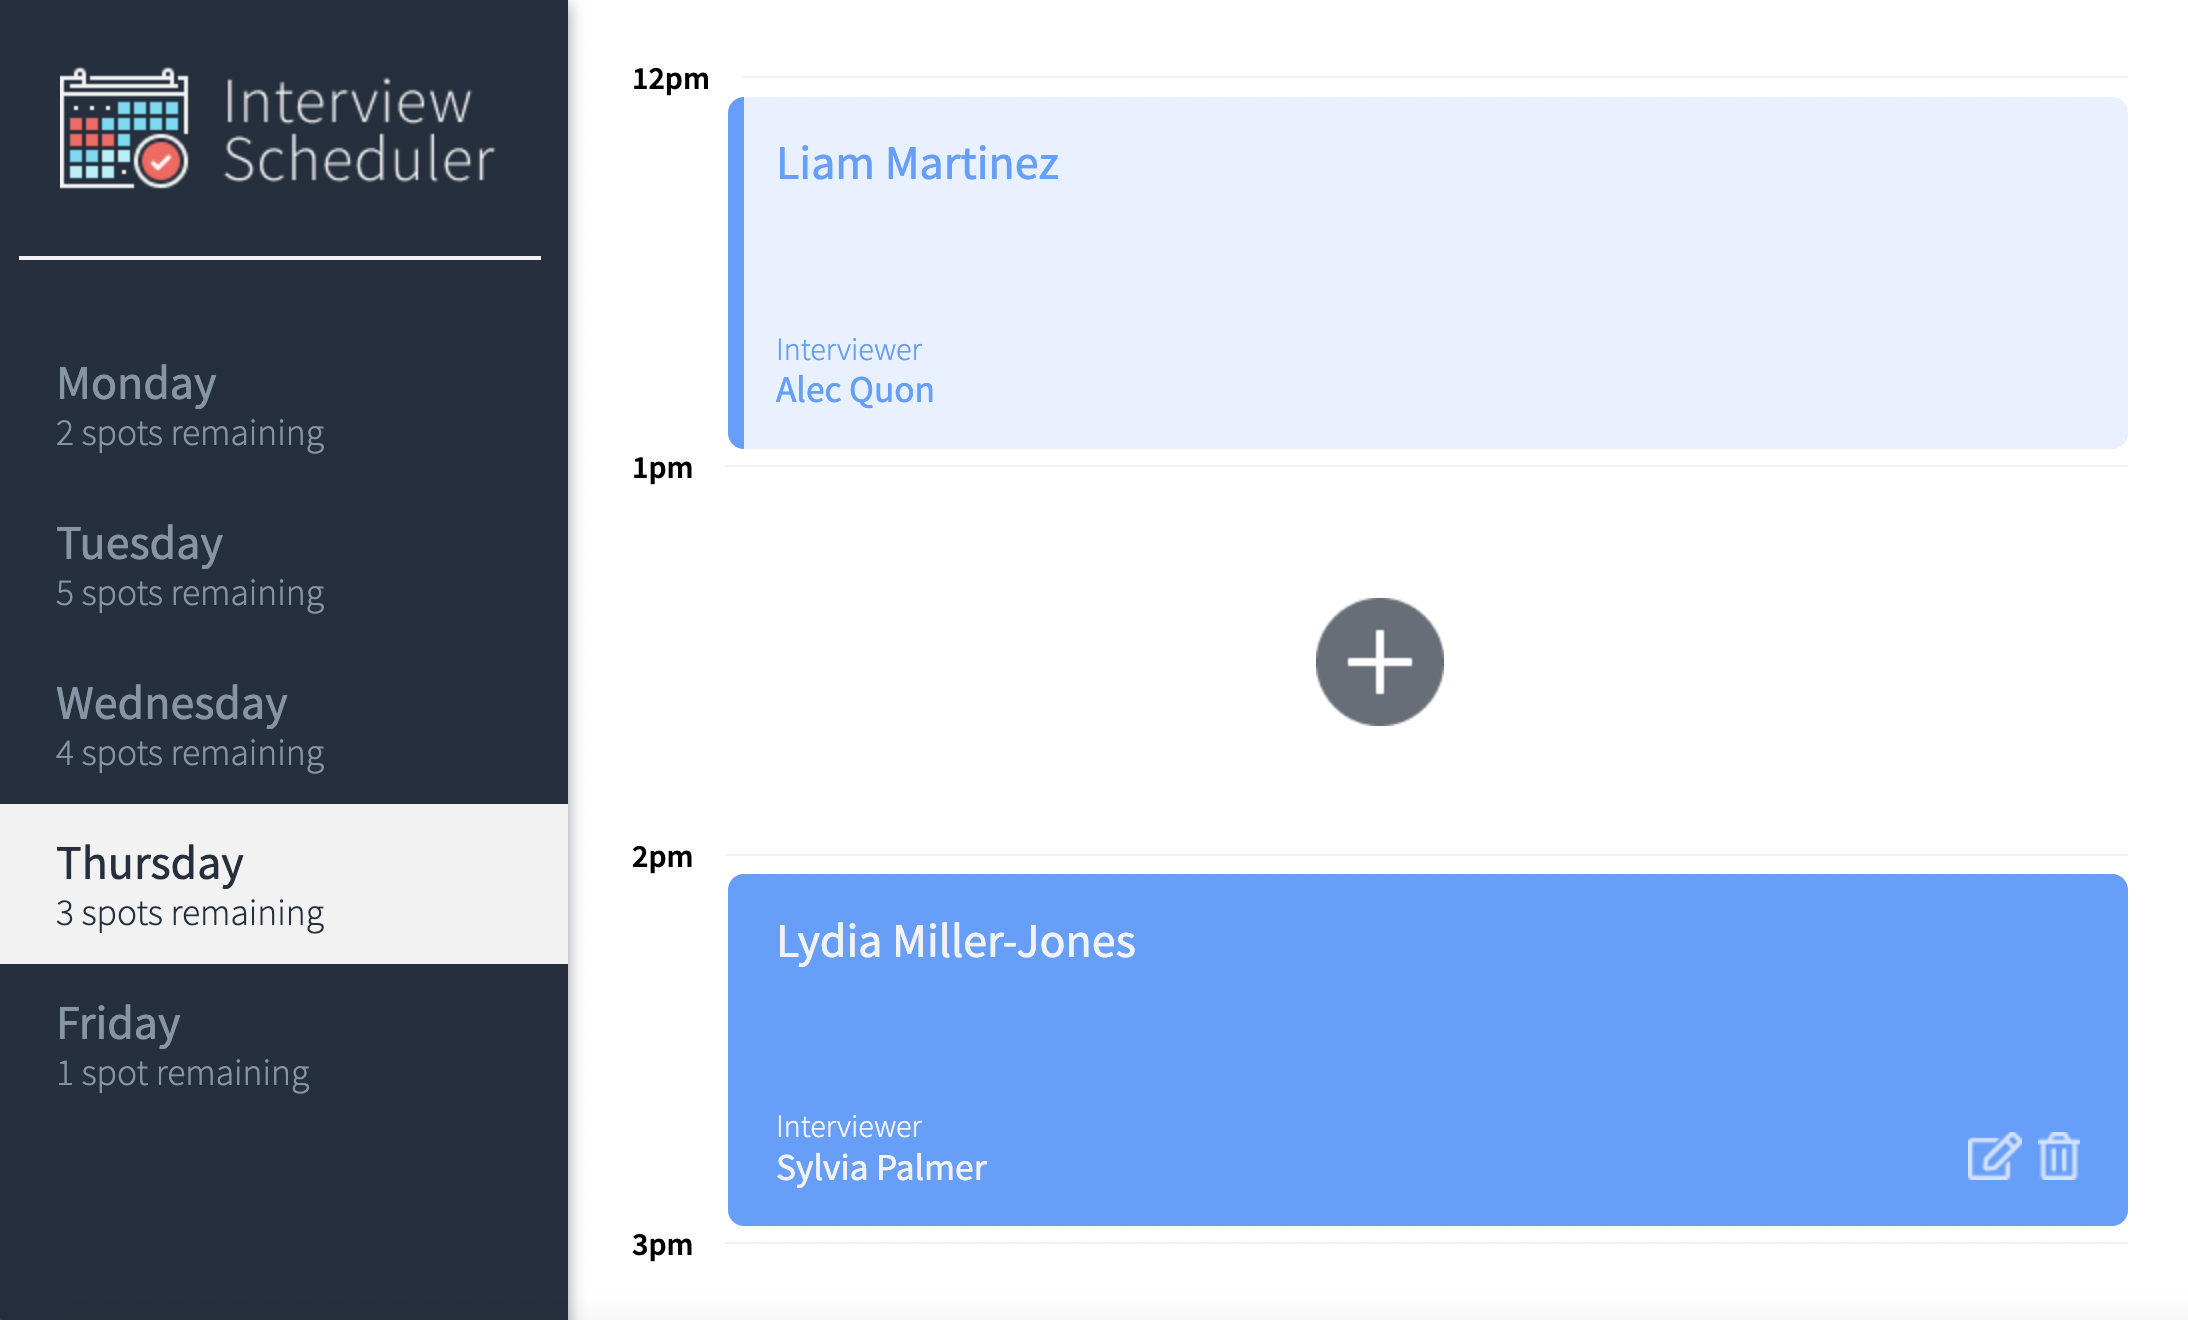 Interview
Scheduler
Monday
2 spots remaining
Tuesday
5 spots remaining
Wednesday
4 spots remaining
Thursday
3 spots remaining
Friday
1 spot remaining
12pm
Liam Martinez
Interviewer
Alec Quon
1pm
2pm
Lydia Miller-Jones
Interviewer
Sylvia Palmer
3pm